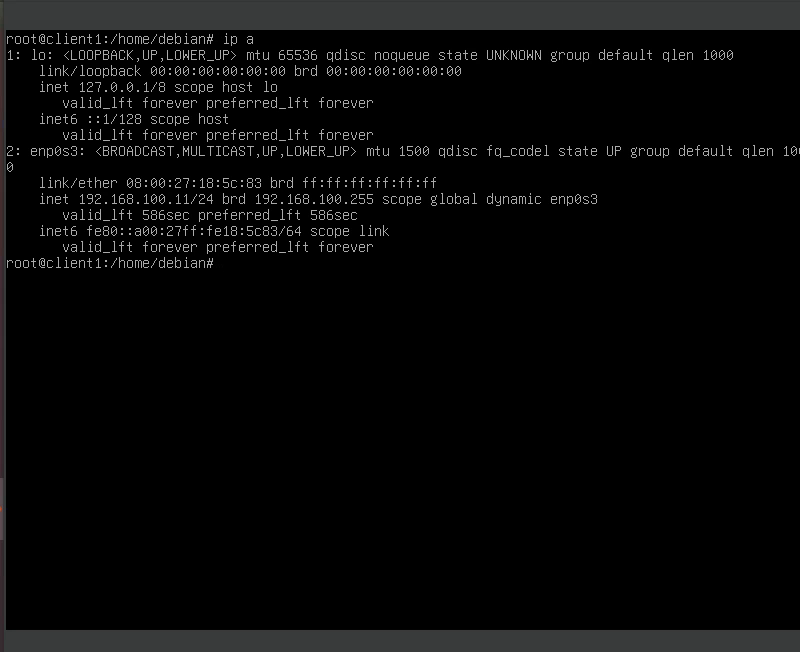 root@client1:/home/debian# ip a
1: lo: <LOOPBACK,UP,LOWER_UP> mtu 65536 qdisc noqueue state UNKNOWN group default qlen 1000
link/loopback 00:00:00:00:00:00 brd 00:00:00:00:00:00
inet 127.0.0.1/8 scope host lo
valid_lft forever preferred_lft forever
inet6 ::1/128 scope host
valid_lft forever preferred_lft forever
2: enp0s3: <BROADCAST,MULTICAST,UP,LOWER_UP> mtu 1500 qdisc fq_codel state UP group default qlen 100
0
link/ether 08:00:27:18:5c:83 brd ff:ff:ff:ff:ff:ff
inet 192.168.100.11/24 brd 192.168.100.255 scope global dynamic enp0s3
valid_lft 586sec preferred_lft 586sec
inet6 fe80::a00:27ff:fe18:5c83/64 scope link
valid_lft forever preferred_lft forever
root@client1:/home/debian#